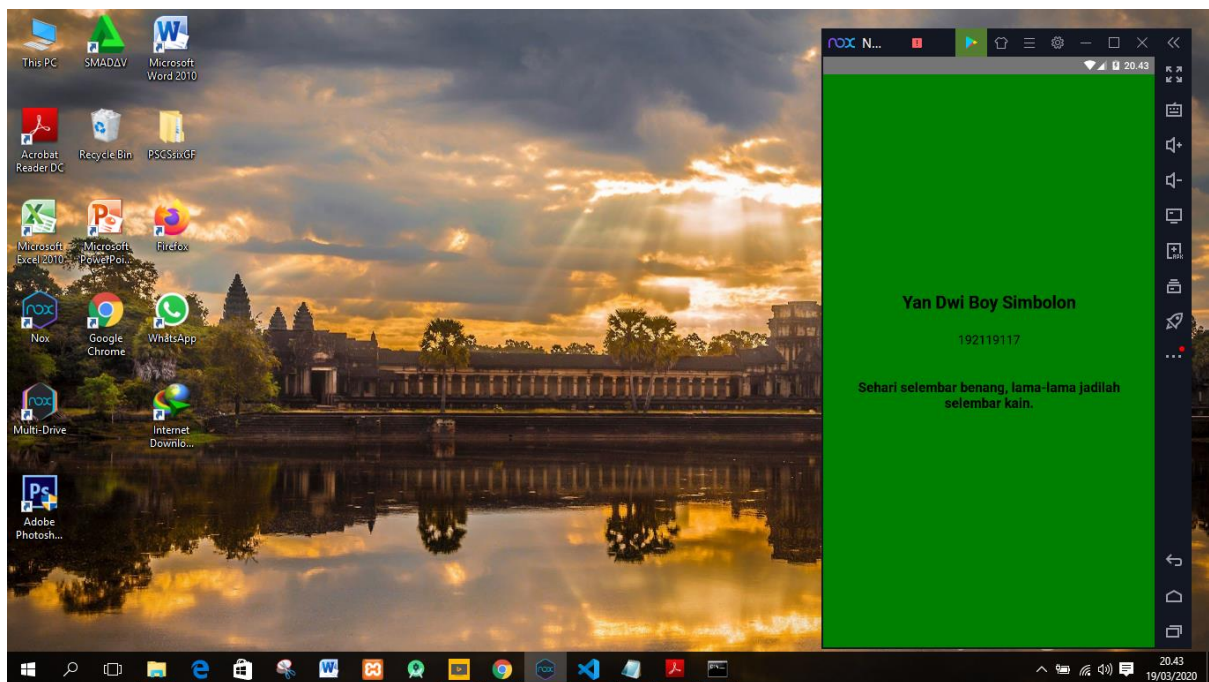 This PC
SMADΔV
Microsoft
Word 2010
Acrobat
Reader DC
Recycle Bin
PSCSsixGF
Microsoft
Excel 2010
Microsoft
PowerPoi...
Firefox
Nox
Google
Chrome
WhatsApp
Multi-Drive
Internet
Downlo...
Adobe
Photosh...
nox N...
20.43
Yan Dwi Boy Simbolon
192119117
Sehari selembar benang, lama-lama jadilah
selembar kain.
20.43
19/03/2020